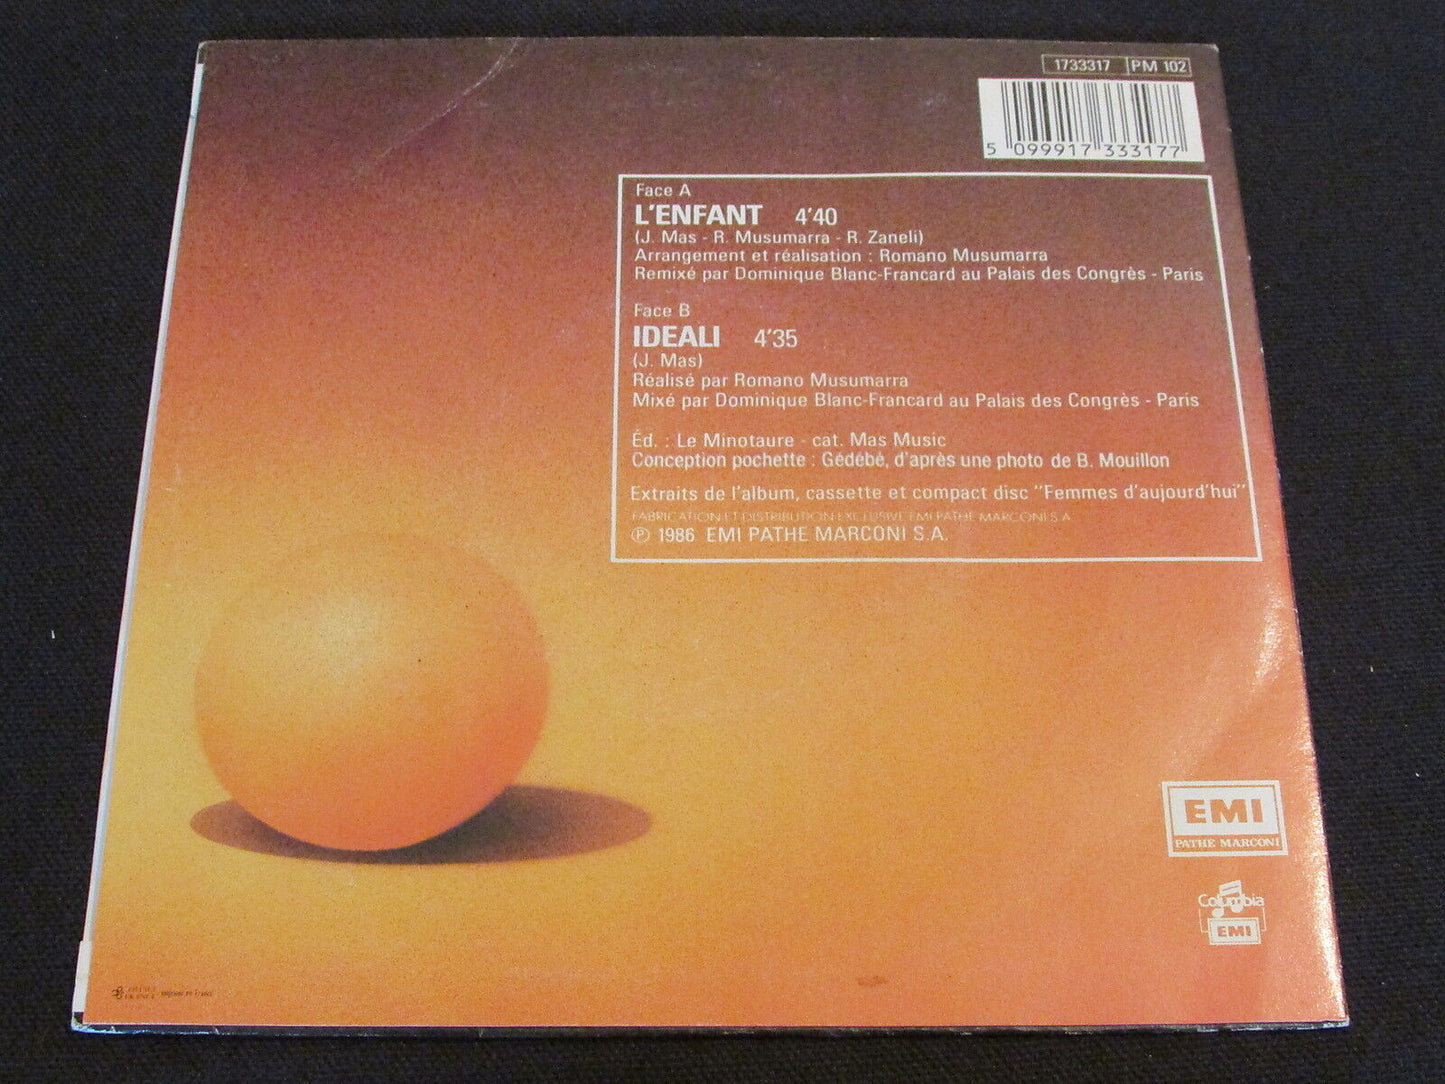 1733317 PM 102
5 099917 333177
Face A
L'ENFANT 4'40
(J. Mas - R. Musumarra - R. Zaneli)
Arrangement et réalisation : Romano Musumarra
Remixé par Dominique Blanc-Francard au Palais des Congrès - Paris
Face B
IDEALI 4'35
(J. Mas)
Réalisé par Romano Musumarra
Mixé par Dominique Blanc-Francard au Palais des Congrès - Paris
Éd. : Le Minotaure - cat. Mas Music
Conception pochette : Gédébè, d'après une photo de B. Mouillon
Extraits de l'album, cassette et compact disc "Femmes d'aujourd'hui"
FABRICATION ET DISTRIBUTION EXCLUSIVE EMI PATHE MARCONI S.A
℗ 1986 EMI PATHE MARCONI S.A.
EMI
PATHE MARCONI
Columbia
EMI